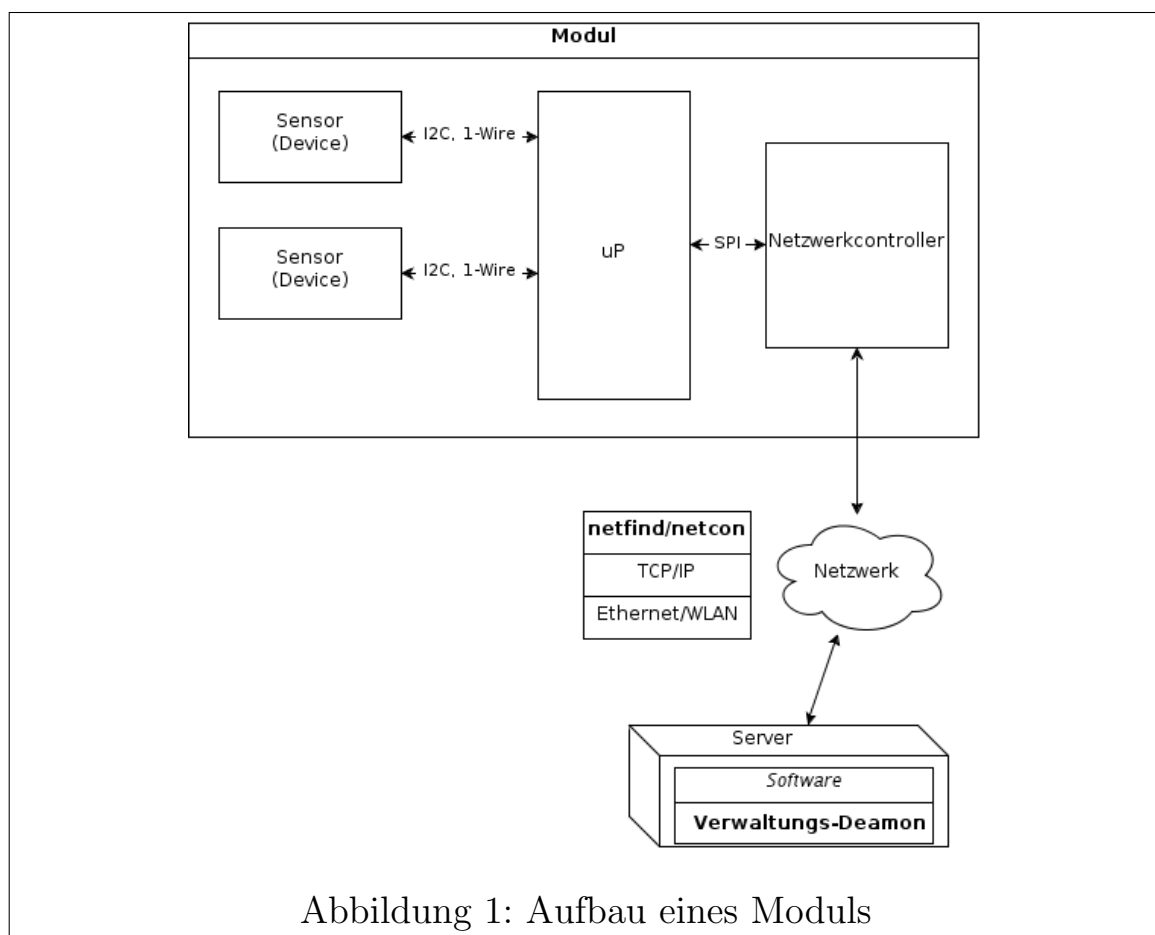 Modul
Sensor
(Device)
I2C, 1-Wire
Sensor
(Device)
I2C, 1-Wire
uP
SPI
Netzwerkcontroller
netfind/netcon
TCP/IP
Ethernet/WLAN
Netzwerk
Server
Software
Verwaltungs-Deamon
Abbildung 1: Aufbau eines Moduls